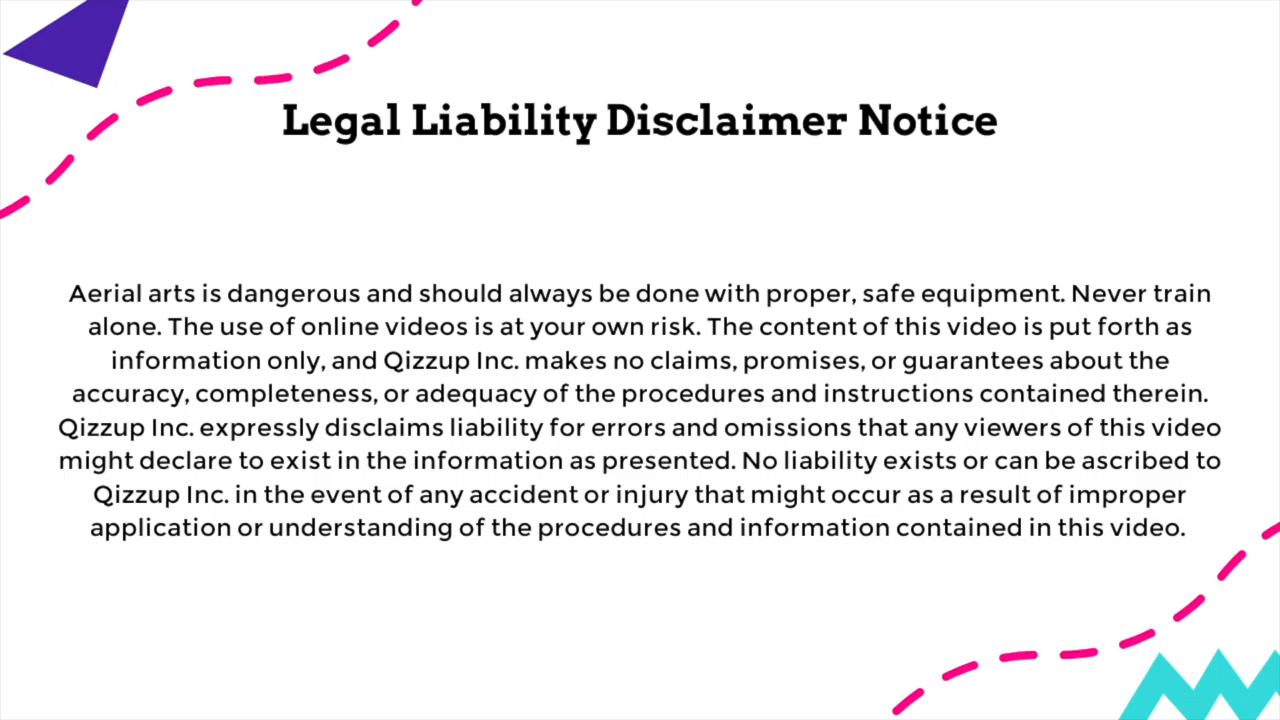 Legal Liability Disclaimer Notice
Aerial arts is dangerous and should always be done with proper, safe equipment. Never train
alone. The use of online videos is at your own risk. The content of this video is put forth as
information only, and Qizzup Inc. makes no claims, promises, or guarantees about the
accuracy, completeness, or adequacy of the procedures and instructions contained therein.
Qizzup Inc. expressly disclaims liability for errors and omissions that any viewers of this video
might declare to exist in the information as presented. No liability exists or can be ascribed to
Qizzup Inc. in the event of any accident or injury that might occur as a result of improper
application or understanding of the procedures and information contained in this video.